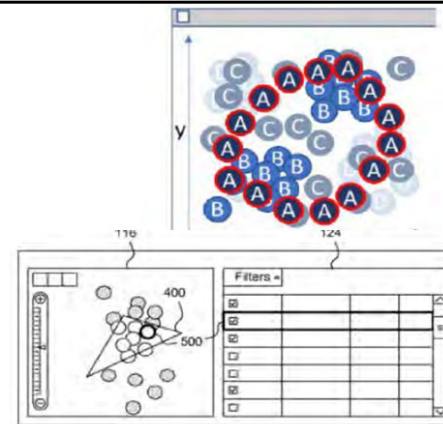 B
C A A A C
C A B B A
A C C B A
y C A C A
B B B C A
A B A B C A
B A A A
116 124
Filters
400
500
s